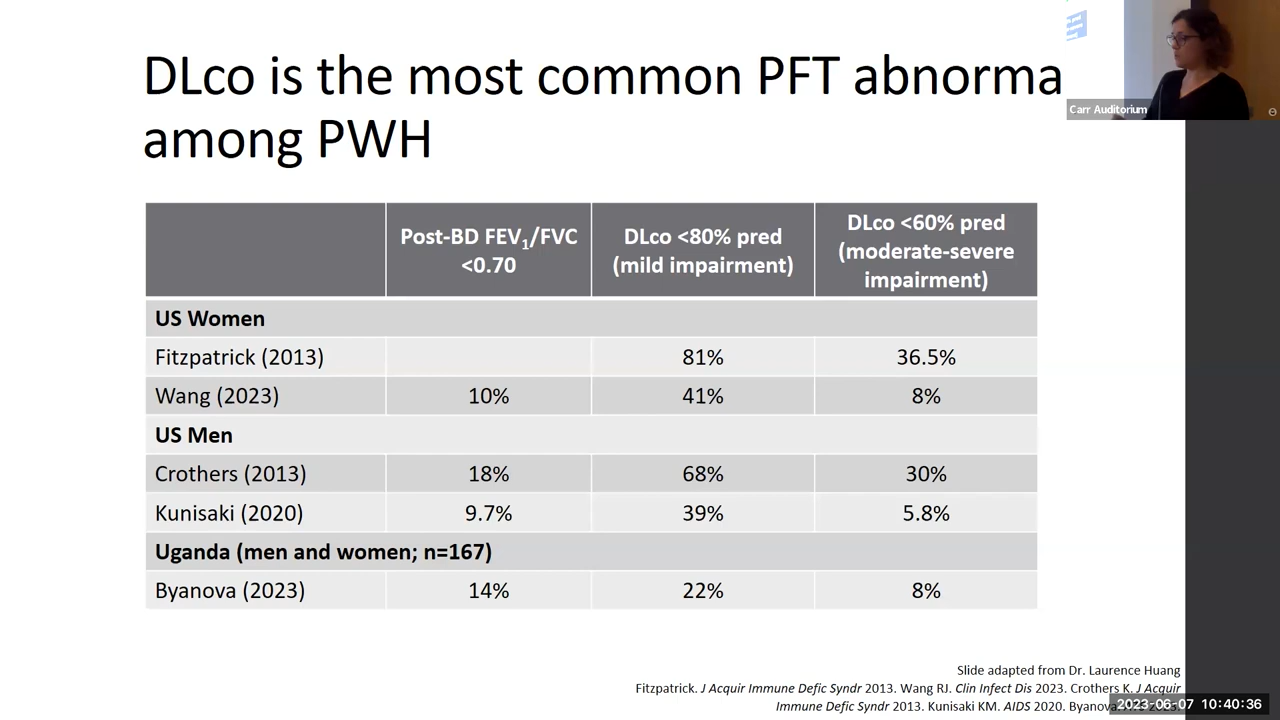 DLco is the most common PFT abnorma
among PWH
Carr Auditorium
Post-BD FEV1/FVC <0.70
DLco <80% pred (mild impairment)
DLco <60% pred (moderate-severe impairment)
US Women
Fitzpatrick (2013) 81% 36.5%
Wang (2023) 10% 41% 8%
US Men
Crothers (2013) 18% 68% 30%
Kunisaki (2020) 9.7% 39% 5.8%
Uganda (men and women; n=167)
Byanova (2023) 14% 22% 8%
Slide adapted from Dr. Laurence Huang
Fitzpatrick. J Acquir Immune Defic Syndr 2013. Wang RJ. Clin Infect Dis 2023. Crothers K. J Acquir
Immune Defic Syndr 2013. Kunisaki KM. AIDS 2020. Byanova
2023-06-07 10:40:36